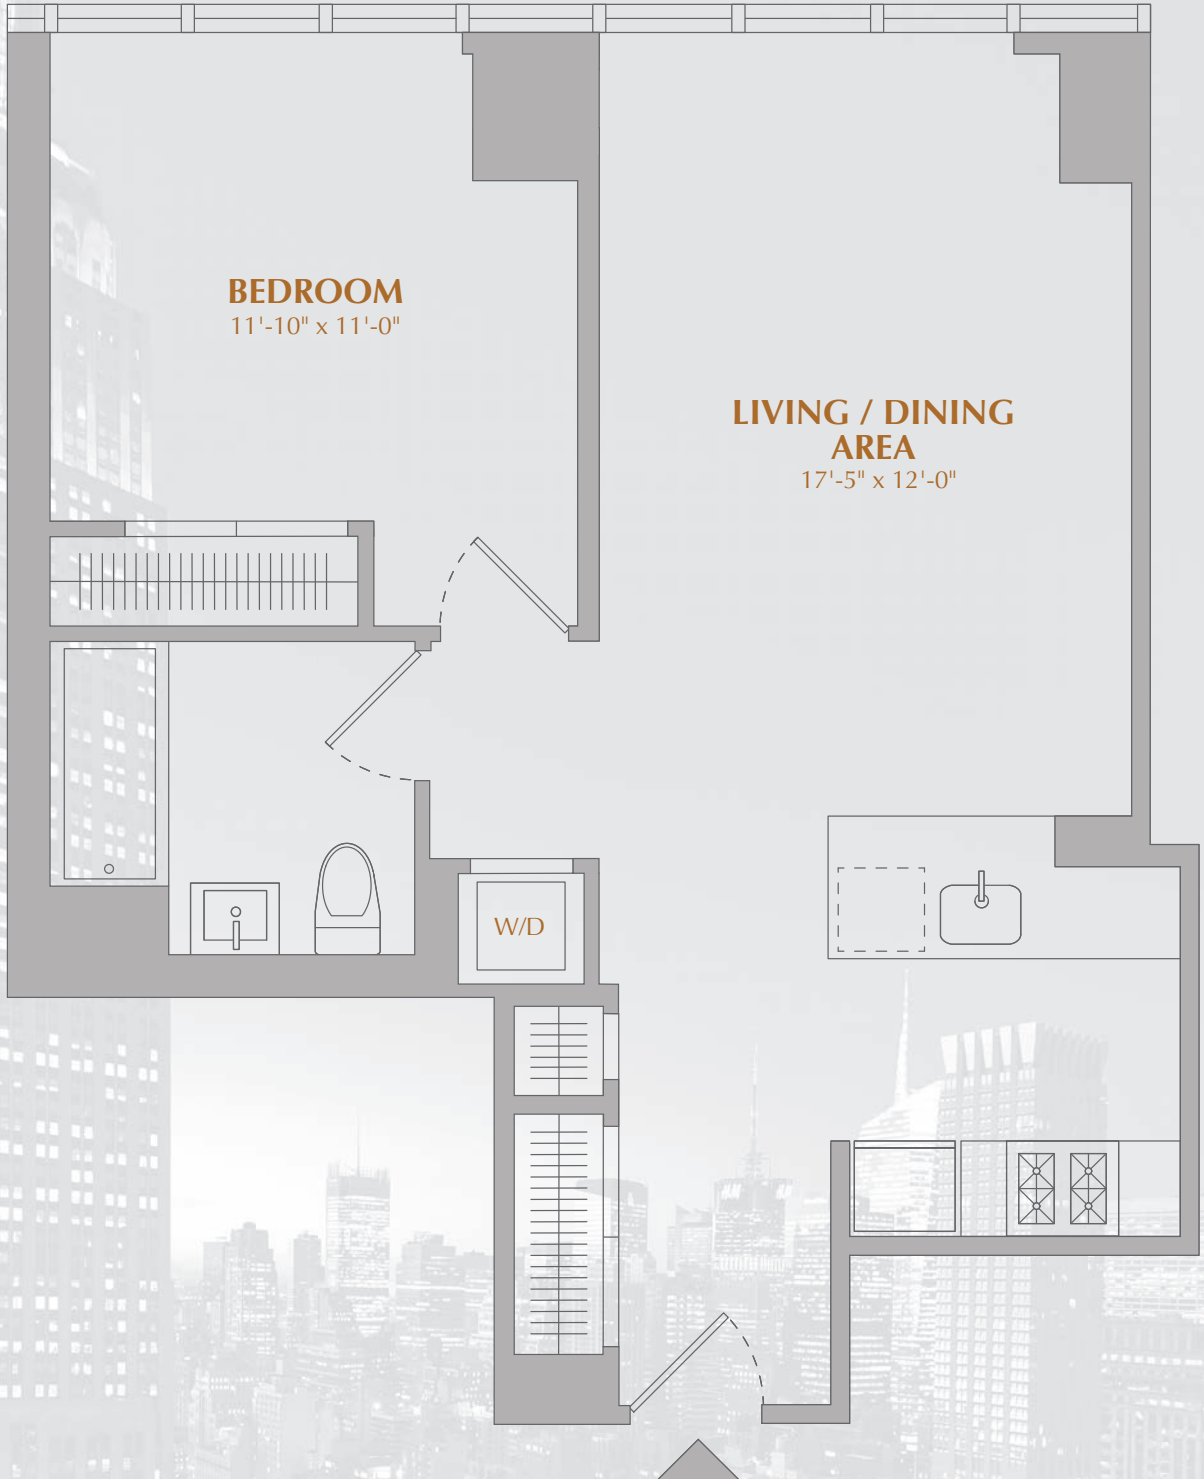 BEDROOM
11'-10" x 11'-0"
LIVING / DINING
AREA
17'-5" x 12'-0"
W/D